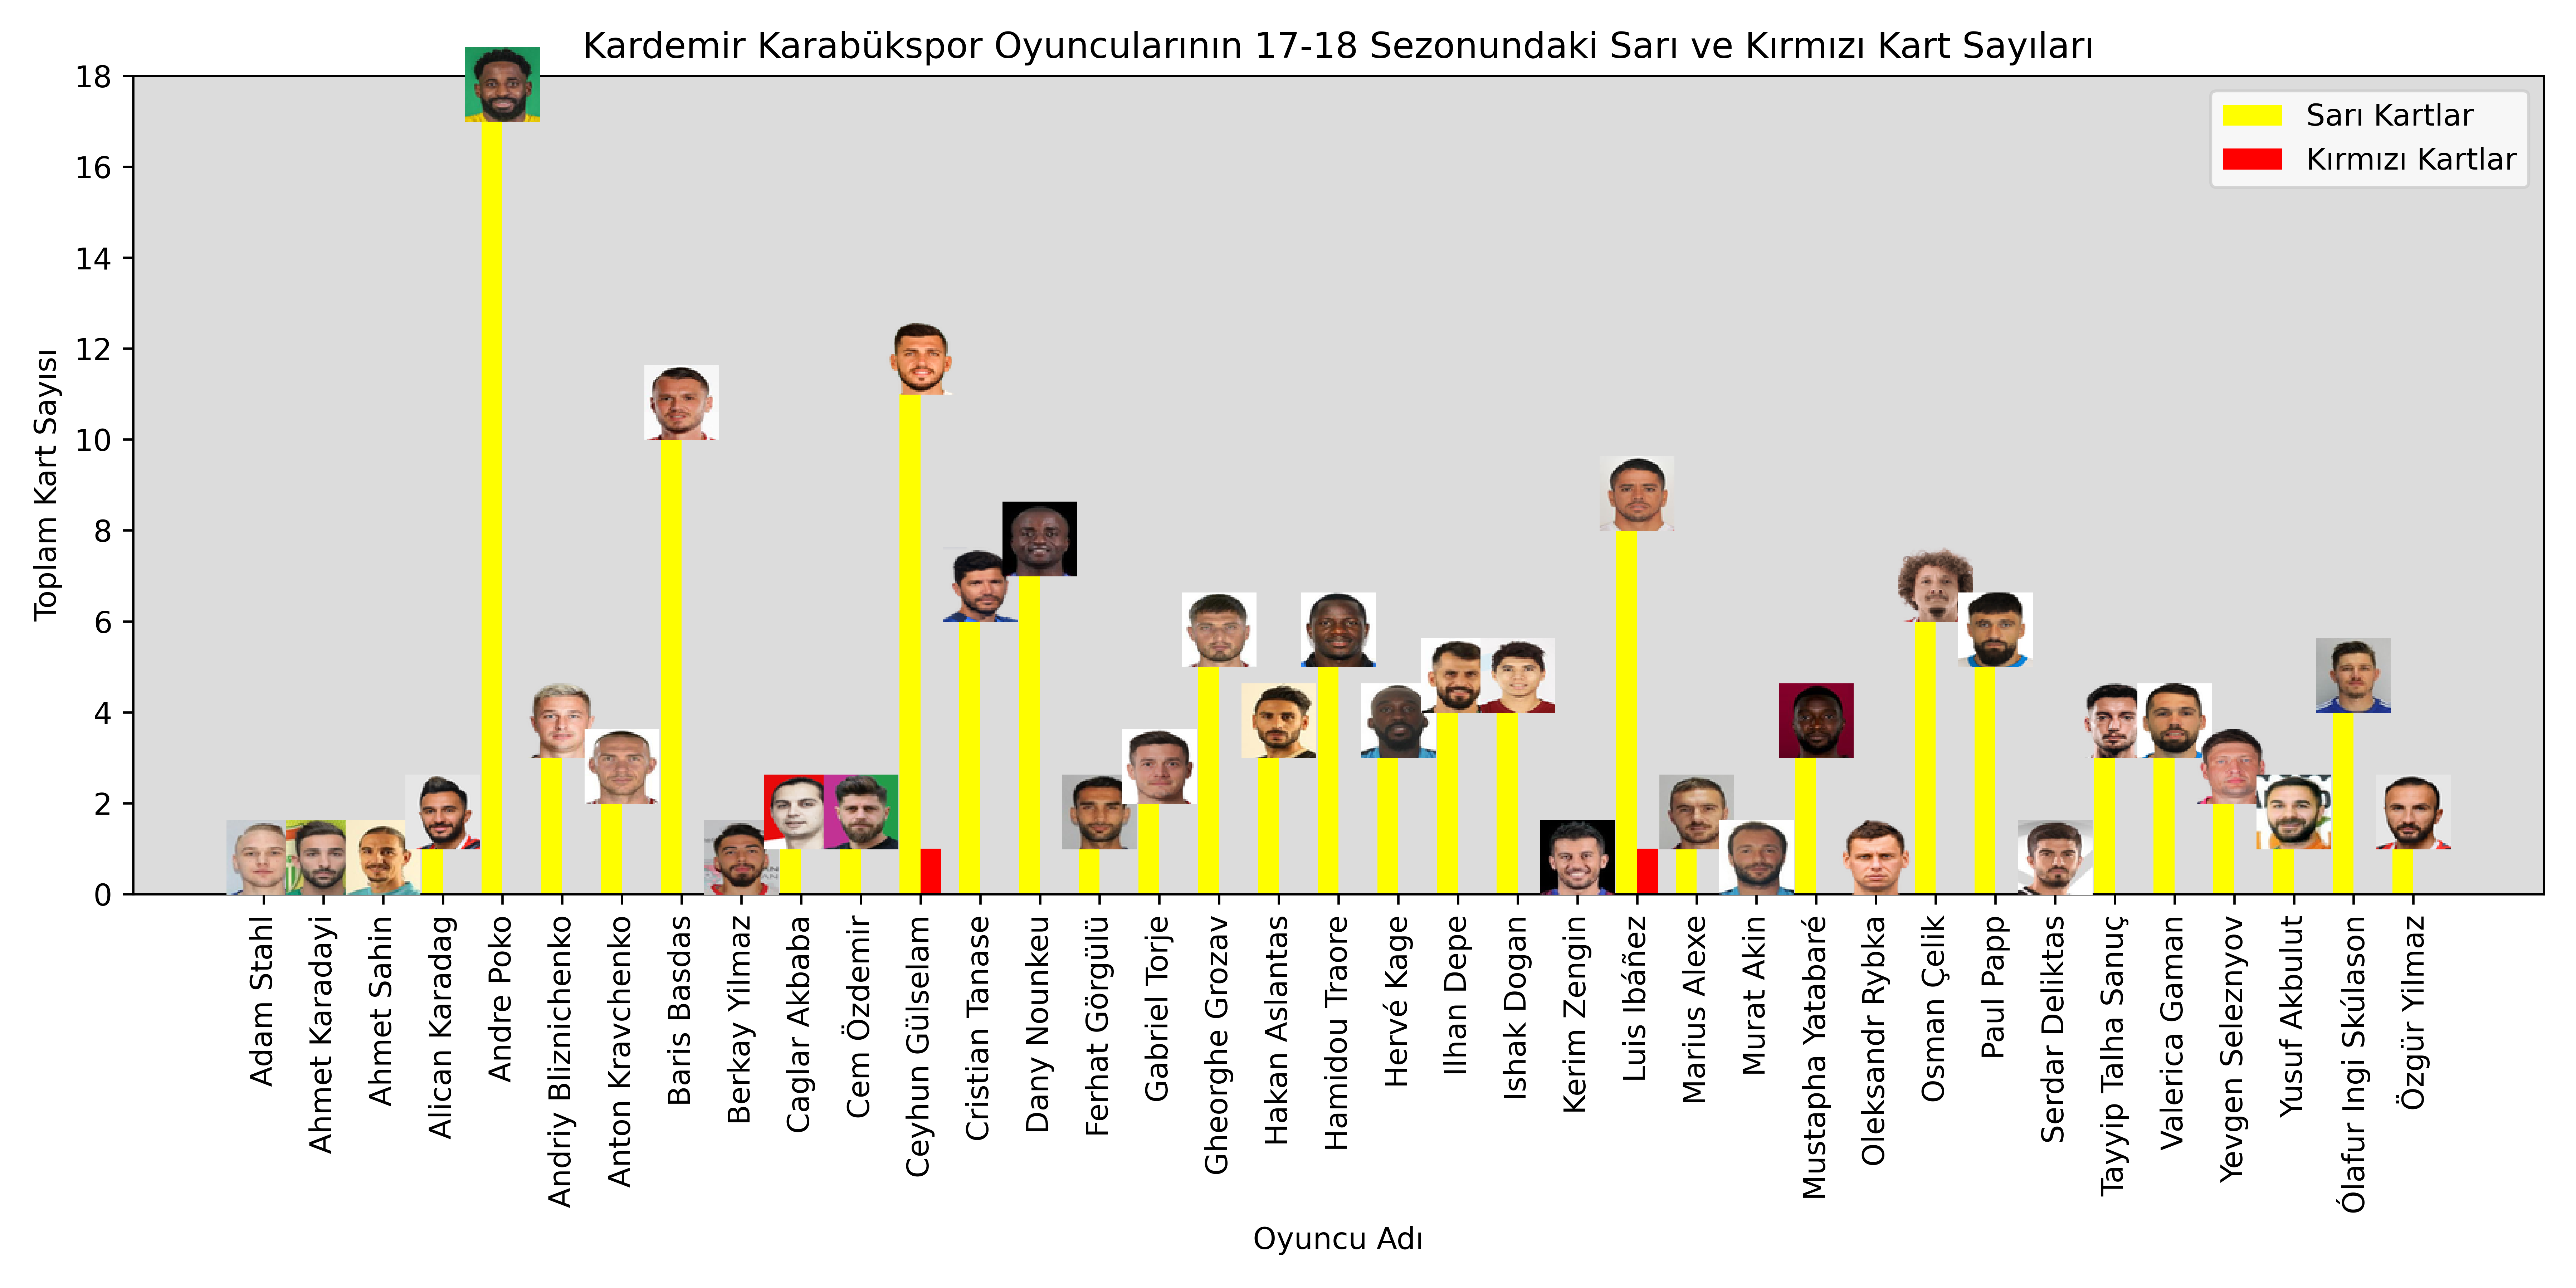 Kardemir Karabükspor Oyuncularının 17-18 Sezonundaki Sarı ve Kırmızı Kart Sayıları
Sarı Kartlar
Kırmızı Kartlar
Toplam Kart Sayısı
18
16
14
12
10
8
6
4
2
0
Adam Stahl
Ahmet Karadayi
Ahmet Sahin
Alican Karadag
Andre Poko
Andriy Bliznichenko
Anton Kravchenko
Baris Basdas
Berkay Yilmaz
Caglar Akbaba
Cem Özdemir
Ceyhun Gülselam
Cristian Tanase
Dany Nounkeu
Ferhat Görgülü
Gabriel Torje
Gheorghe Grozav
Hakan Aslantas
Hamidou Traore
Hervé Kage
Ilhan Depe
Ishak Dogan
Kerim Zengin
Luis Ibáñez
Marius Alexe
Murat Akin
Mustapha Yatabaré
Oleksandr Rybka
Osman Çelik
Paul Papp
Serdar Deliktas
Tayyip Talha Sanuç
Valerica Gaman
Yevgen Seleznyov
Yusuf Akbulut
Ólafur Ingi Skúlason
Özgür Yilmaz
Oyuncu Adı